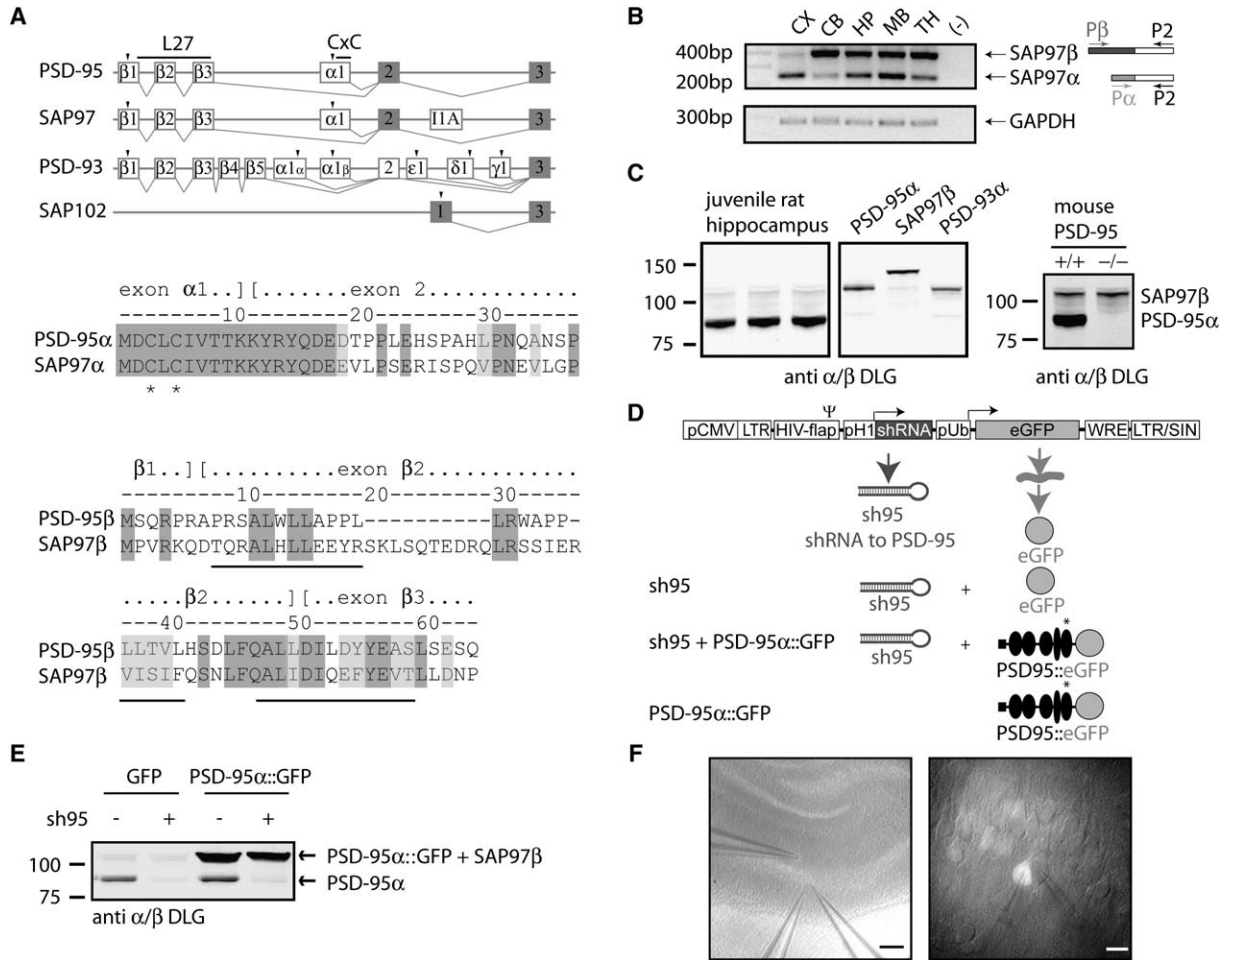 A
L27
CxC
PSD-95 β1 β2 β3 α1 2 3
SAP97 β1 β2 β3 α1 2 I1A 3
PSD-93 β1 β2 β3 β4 β5 α1α α1β 2 ε1 δ1 γ1 3
SAP102 1 3
exon α1..][.......exon 2............
---------10---------20--------30-------
PSD-95α MDCLCIVTTKKYRYQDEDTPPLEHSPAHLPNQANSP
SAP97α MDCLCIVTTKKYRYQDEEVLPSERISPQVPNEVLGP
* *
β1..][..........exon β2............
---------10--------20---------30------
PSD-95β MSQRPRAPRSALWLLAPPL----------LRWAPP-
SAP97β MPVRKQDTQRALHLLEEYRSKLSQTEDRQLRSSIER
.....β2......][..exon β3....
----40---------50--------60----
PSD-95β LLTVLHSDLFQALLDILDYYEASLSESQ
SAP97β VISIFQSNLFQALIDIQEFYEVTLLDNP
B
CX CB HP MB TH (-)
400bp
200bp
300bp
SAP97β
SAP97α
GAPDH
Pβ P2
Pα P2
C
juvenile rat
hippocampus
PSD-95α SAP97β PSD-93α
150
100
75
anti α/β DLG
mouse
PSD-95
+/+ −/−
100
75
SAP97β
PSD-95α
anti α/β DLG
D
Ψ
pCMV LTR HIV-flap pH1 shRNA pUb eGFP WRE LTR/SIN
sh95
shRNA to PSD-95
eGFP
sh95 sh95 + eGFP
sh95 + PSD-95α::GFP sh95 + * PSD95::eGFP
PSD-95α::GFP * PSD95::eGFP
E
GFP PSD-95α::GFP
sh95 - + - +
100
75
PSD-95α::GFP + SAP97β
PSD-95α
anti α/β DLG
F